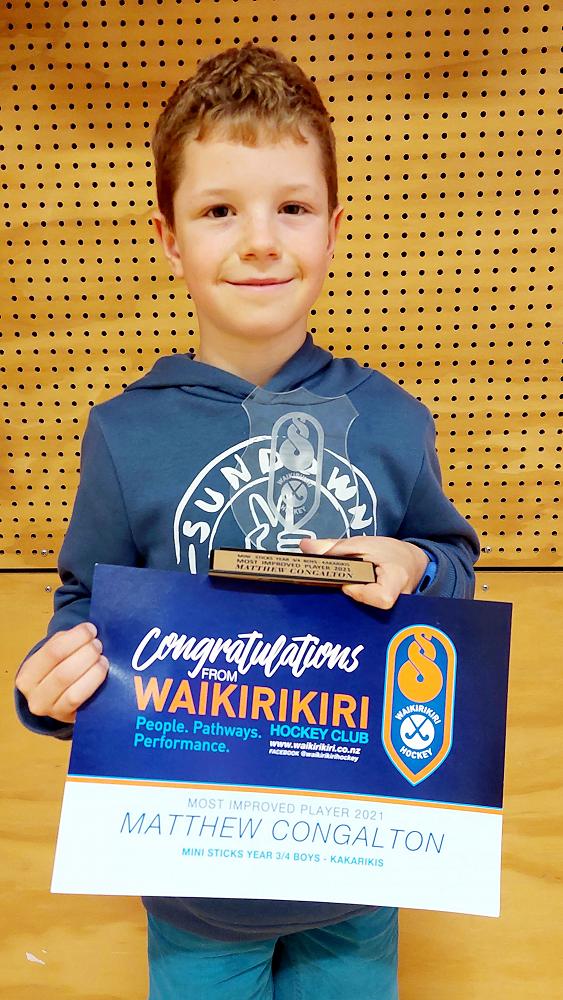 SUNDOWN
WAIKIRIKIRI
HOCKEY
MINI STICKS YEAR 3/4 BOYS - KAKARIKIS
MOST IMPROVED PLAYER 2021
MATTHEW CONGALTON
Congratulations
FROM
WAIKIRIKIRI
People. Pathways. HOCKEY CLUB
Performance. www.waikirikiri.co.nz
FACEBOOK @waikirikirihockey
WAIKIRIKIRI
HOCKEY
MOST IMPROVED PLAYER 2021
MATTHEW CONGALTON
MINI STICKS YEAR 3/4 BOYS - KAKARIKIS